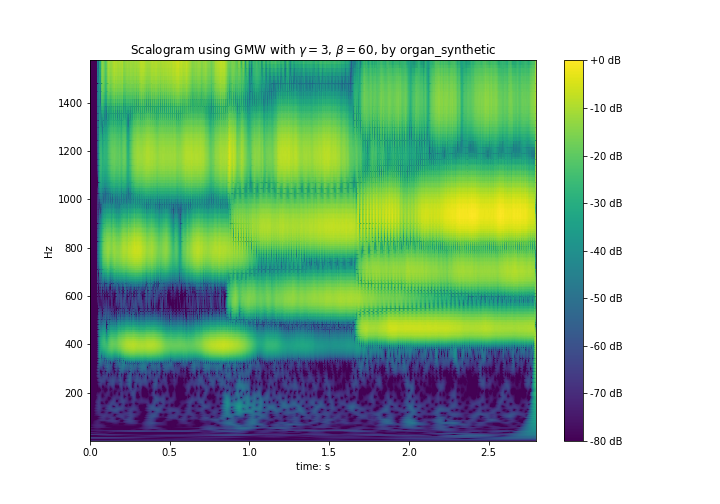 Scalogram using GMW with γ = 3, β = 60, by organ_synthetic
+0 dB
1400
-10 dB
1200
-20 dB
1000
-30 dB
Hz
800
-40 dB
600
-50 dB
400
-60 dB
200
-70 dB
-80 dB
0.0 0.5 1.0 1.5 2.0 2.5
time: s